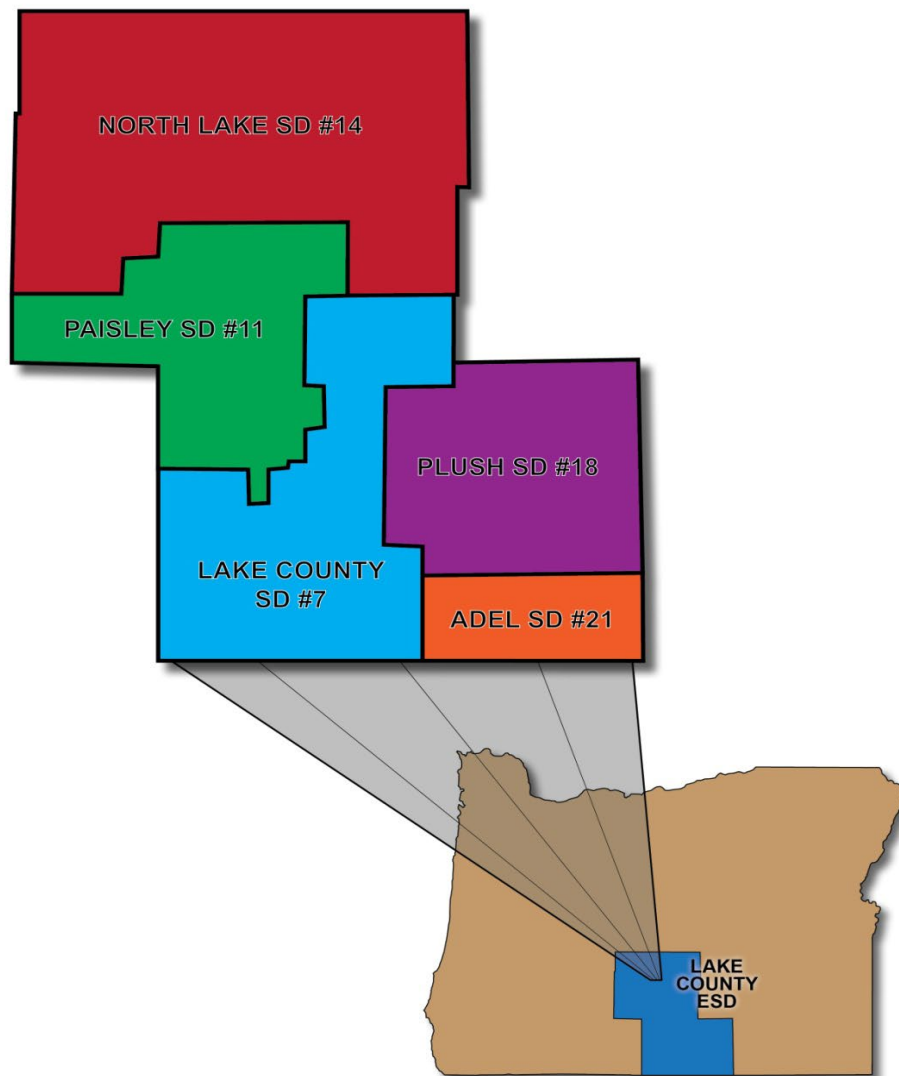 NORTH LAKE SD #14
PAISLEY SD #11
PLUSH SD #18
LAKE COUNTY
SD #7
ADEL SD #21
LAKE
COUNTY
ESD